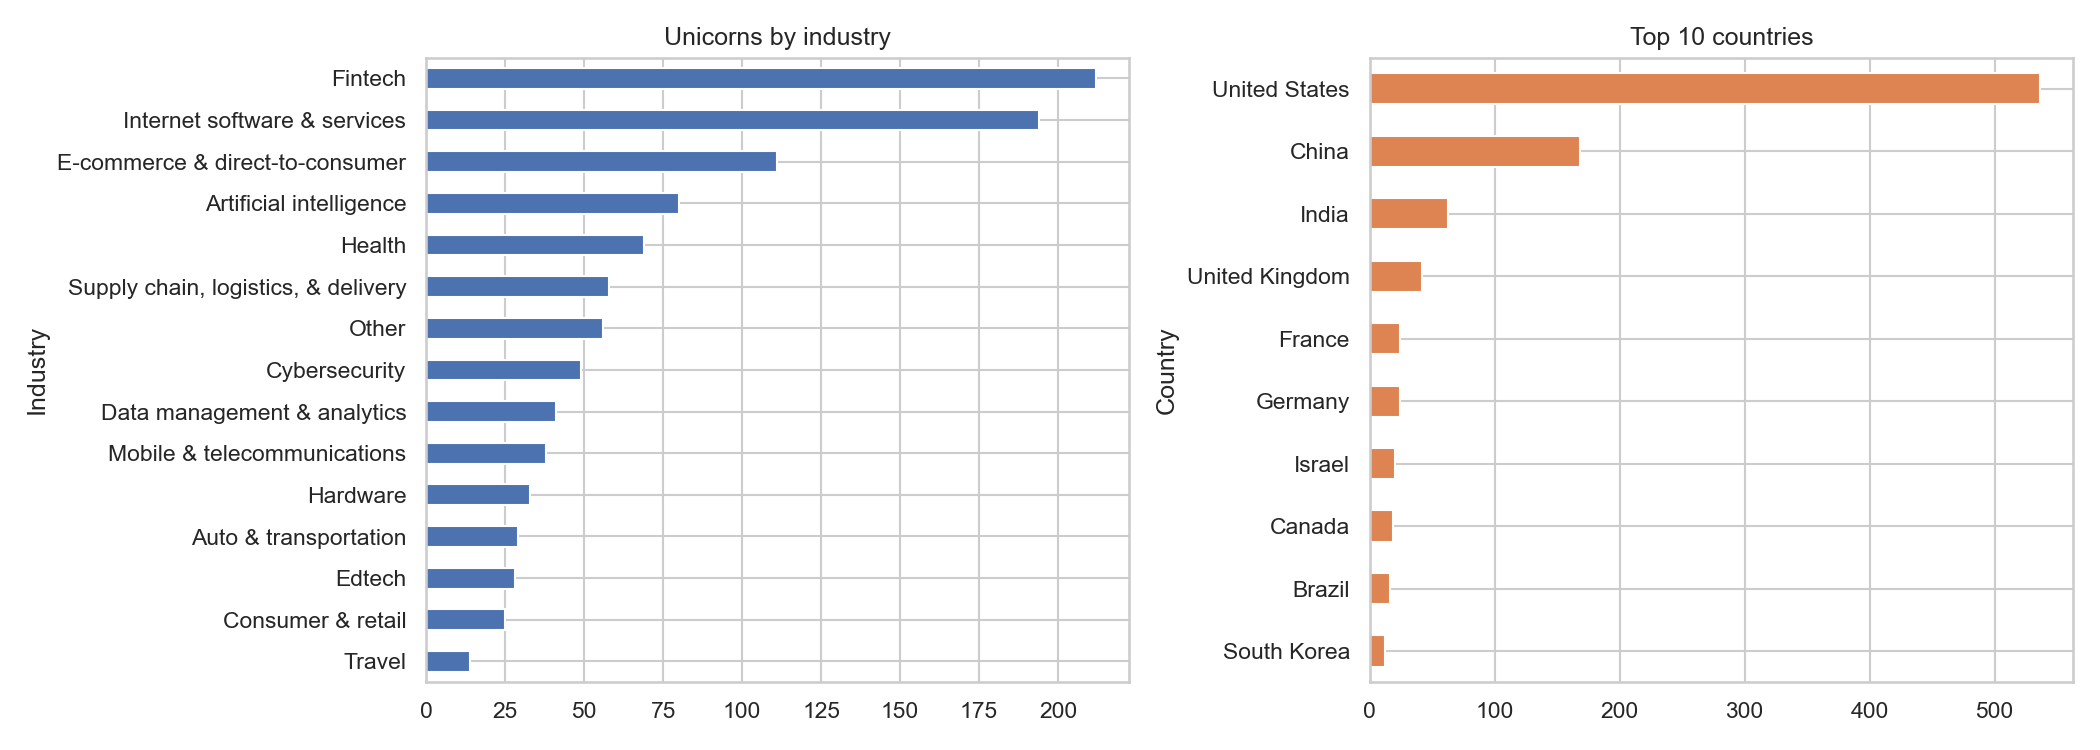 Unicorns by industry
Industry
Fintech
Internet software & services
E-commerce & direct-to-consumer
Artificial intelligence
Health
Supply chain, logistics, & delivery
Other
Cybersecurity
Data management & analytics
Mobile & telecommunications
Hardware
Auto & transportation
Edtech
Consumer & retail
Travel
0 25 50 75 100 125 150 175 200
Top 10 countries
Country
United States
China
India
United Kingdom
France
Germany
Israel
Canada
Brazil
South Korea
0 100 200 300 400 500